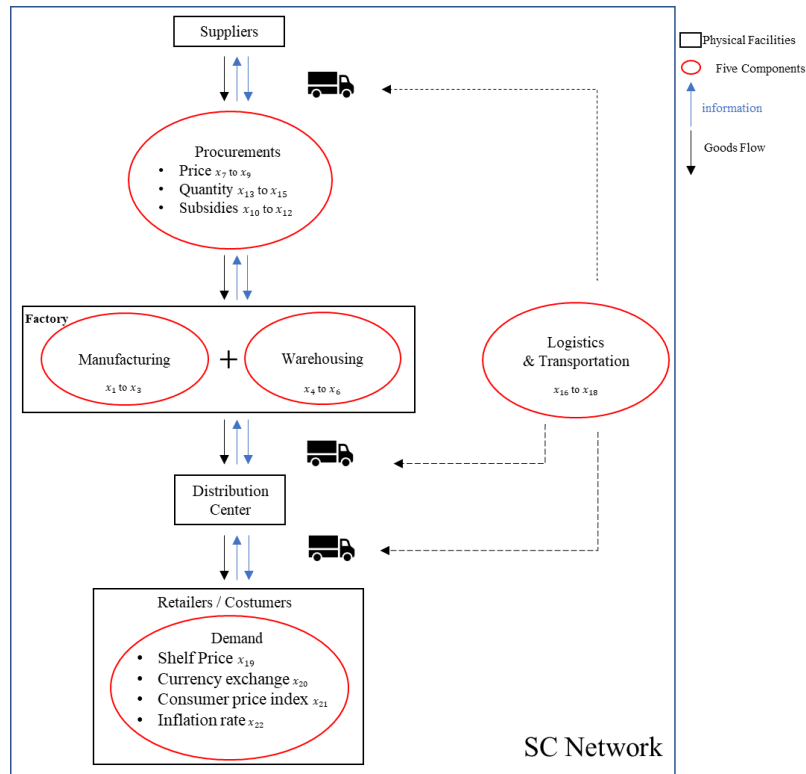 Suppliers
Procurements
• Price x₇ to x₉
• Quantity x₁₃ to x₁₅
• Subsidies x₁₀ to x₁₂
Factory
Manufacturing
x₁ to x₃
+
Warehousing
x₄ to x₆
Logistics
& Transportation
x₁₆ to x₁₈
Distribution
Center
Retailers / Costumers
Demand
• Shelf Price x₁₉
• Currency exchange x₂₀
• Consumer price index x₂₁
• Inflation rate x₂₂
SC Network
Physical Facilities
Five Components
information
Goods Flow